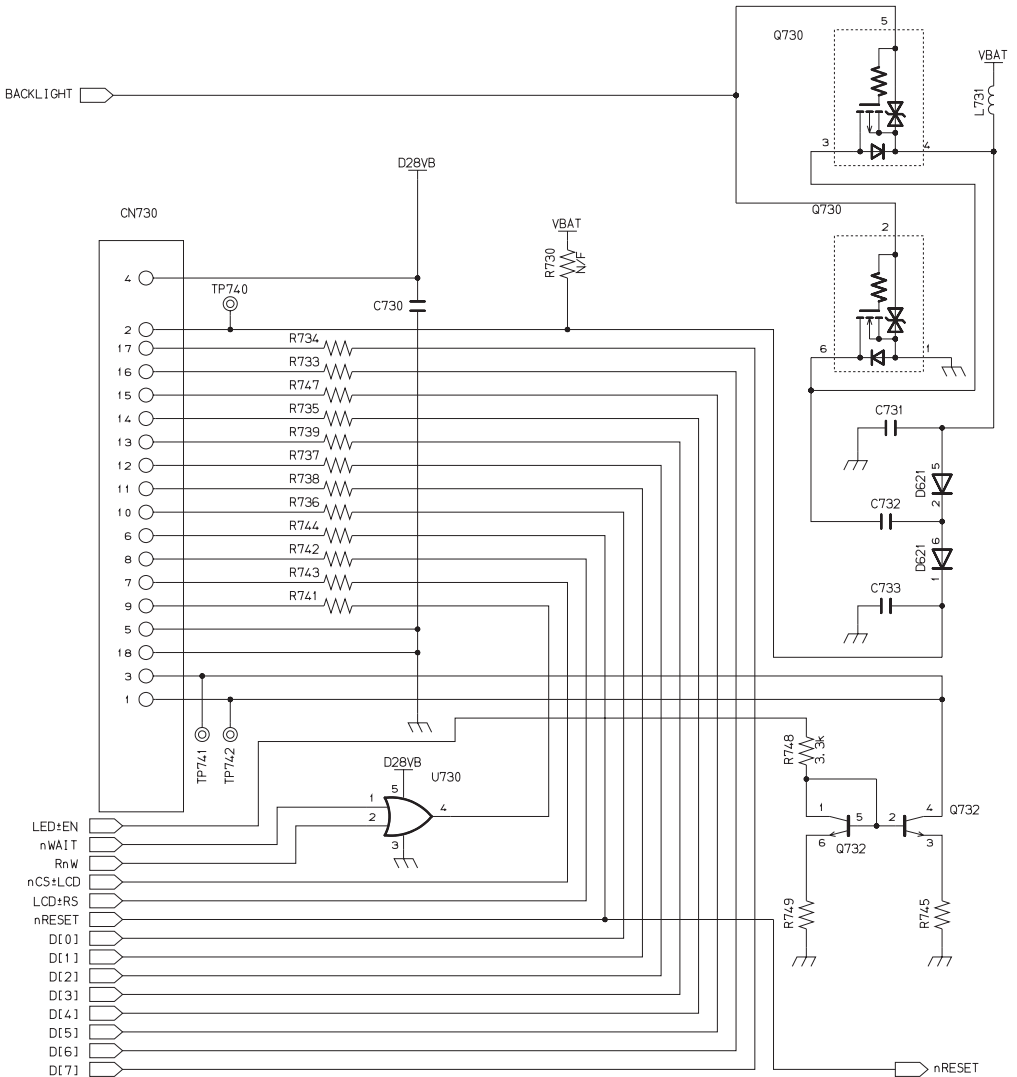 5
Q730
VBAT
BACKLIGHT
L731
3
4
D28VB
CN730
Q730
VBAT
2
R730
N/F
4
TP740
C730
2
R734
17
6
1
R733
16
R747
15
C731
R735
14
R739
13
5
D621
R737
12
2
R738
11
C732
R736
10
6
D621
R744
6
1
R742
8
C733
R743
7
R741
9
5
18
3
1
TP741
TP742
R748
3.3k
D28VB
U730
5
1
4
2
3
1
5
2
4
Q732
6
Q732
3
LED±EN
nWAIT
RnW
nCS±LCD
LCD±RS
R749
R745
nRESET
D[0]
D[1]
D[2]
D[3]
D[4]
D[5]
D[6]
D[7]
nRESET